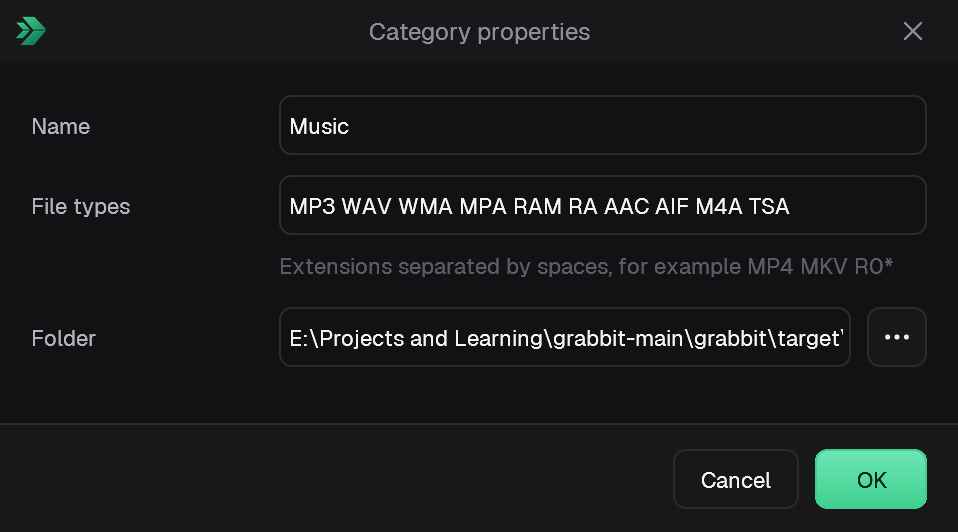 Category properties
Name
Music
File types
MP3 WAV WMA MPA RAM RA AAC AIF M4A TSA
Extensions separated by spaces, for example MP4 MKV R0*
Folder
E:\Projects and Learning\grabbit-main\grabbit\target\
Cancel
OK